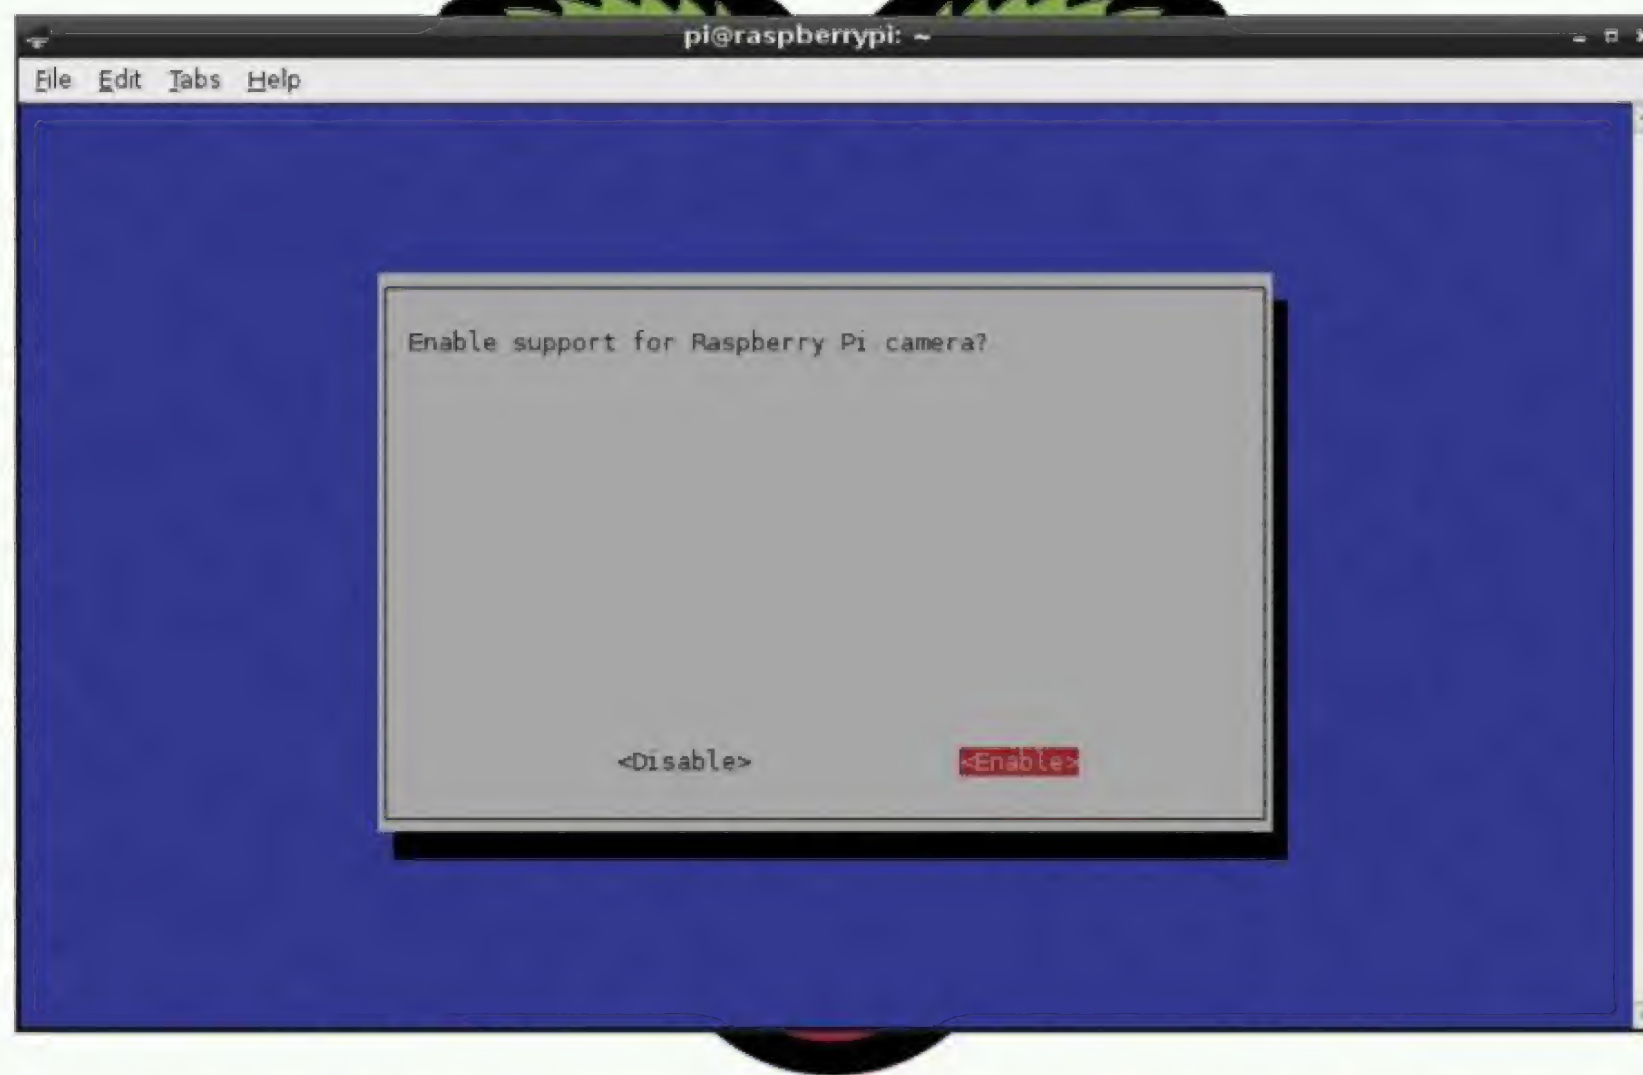 pi@raspberrypi: ~
File Edit Tabs Help
Enable support for Raspberry Pi camera?
<Disable> <Enable>